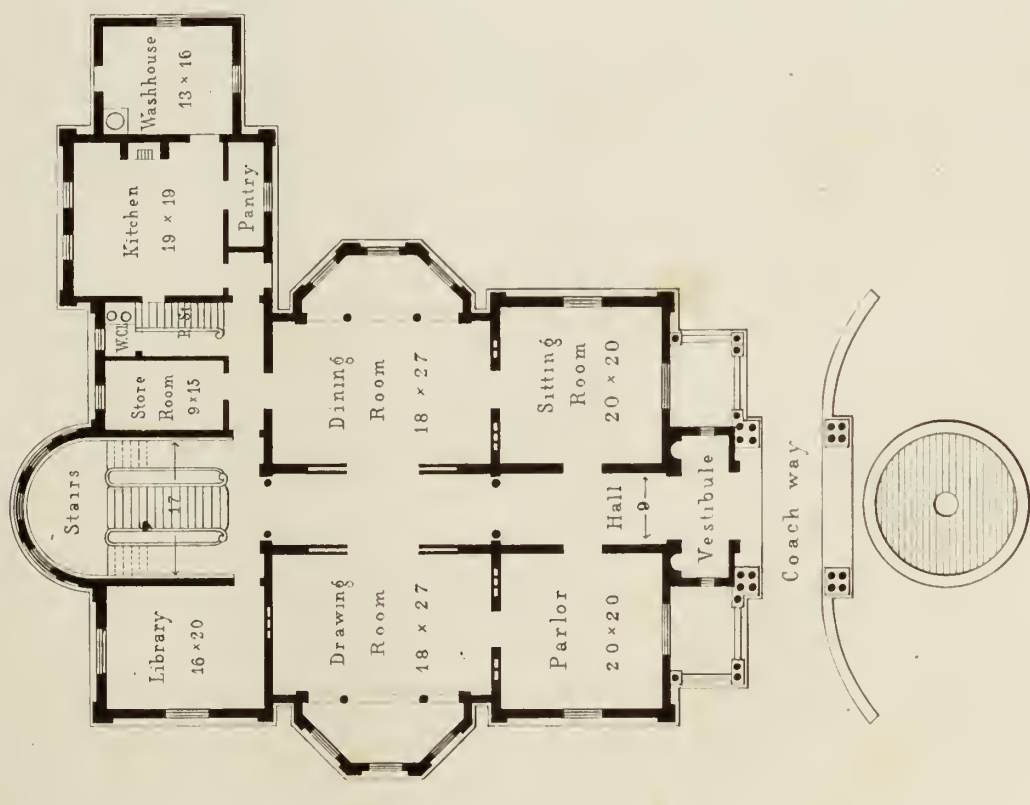 Washhouse
13 × 16
Kitchen
19 × 19
Pantry
W.Cl.
Store
Room
9 × 15
Stairs
17
Library
16 × 20
Dining
Room
18 × 27
Drawing
Room
18 × 27
Sitting
Room
20 × 20
Hall
9
Parlor
20 × 20
Vestibule
Coach way